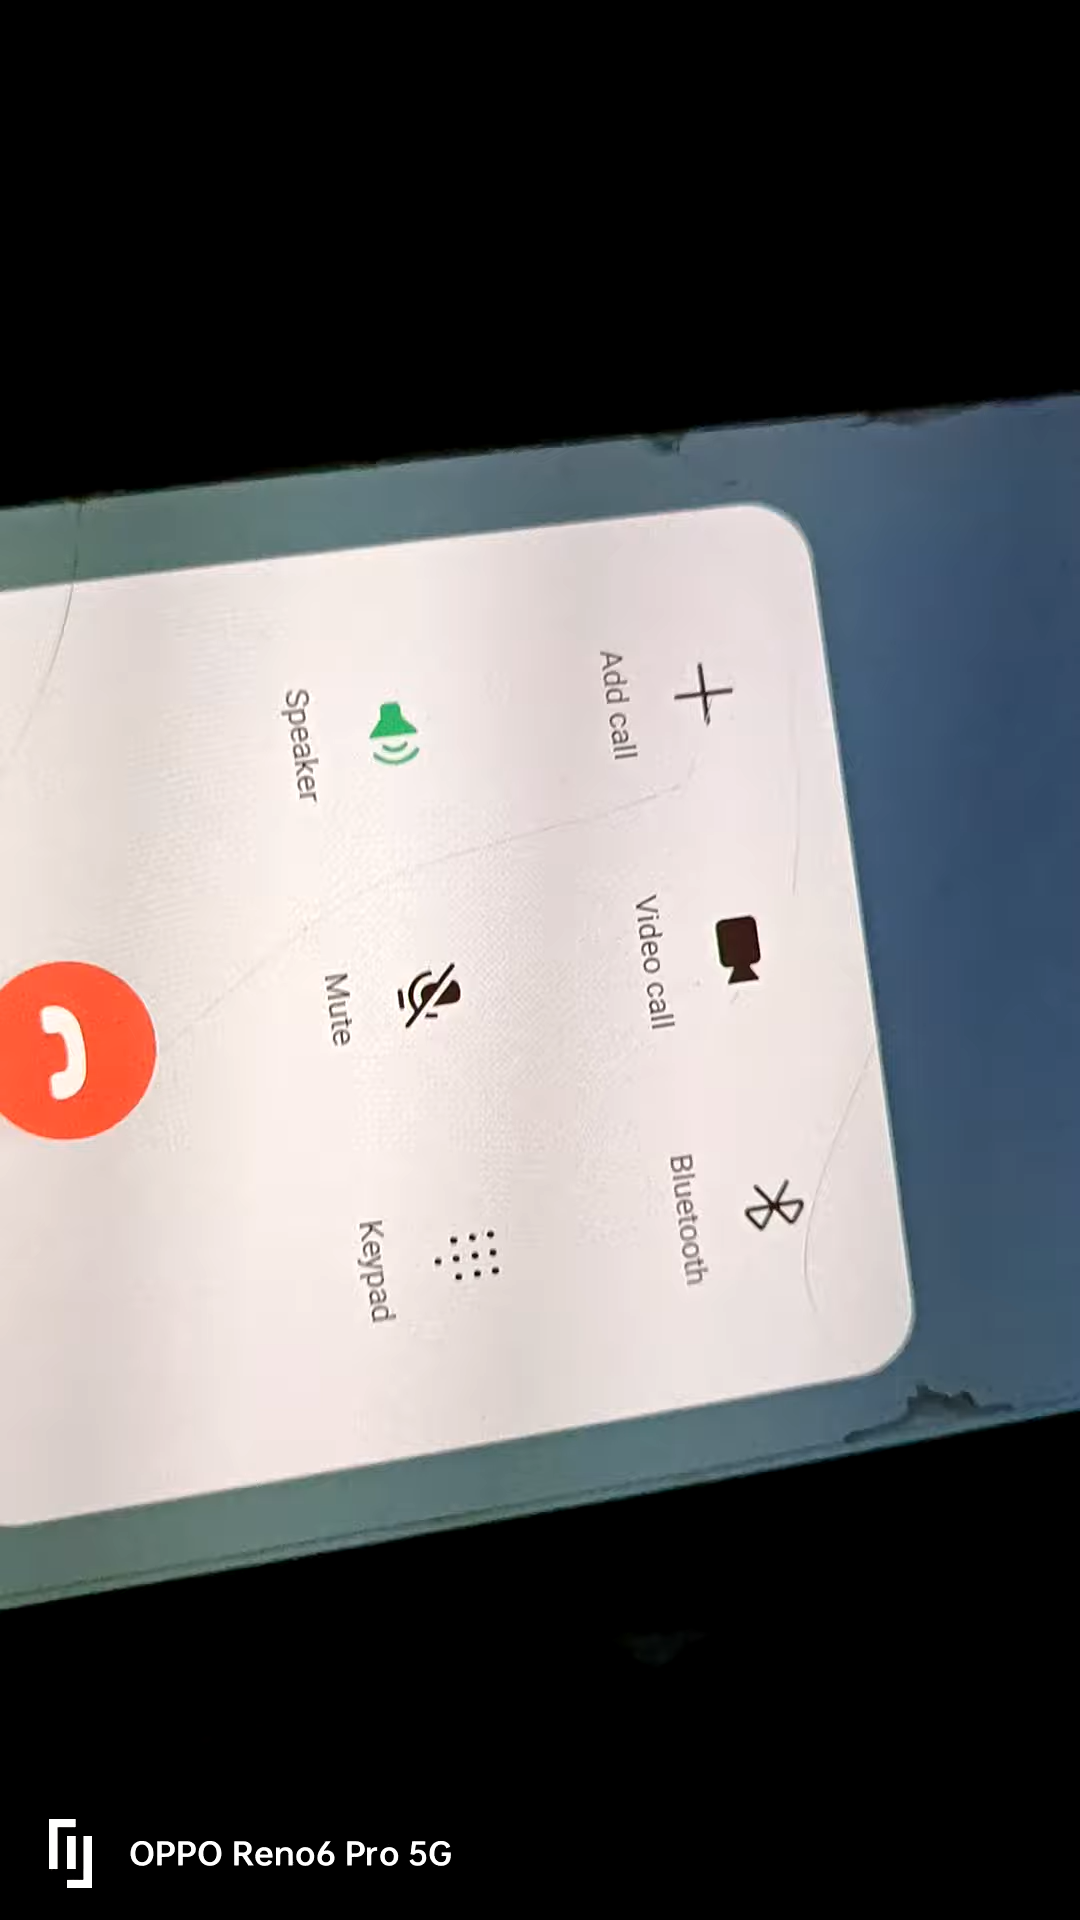 Add call
Video call
Bluetooth
Speaker
Mute
Keypad
OPPO Reno6 Pro 5G